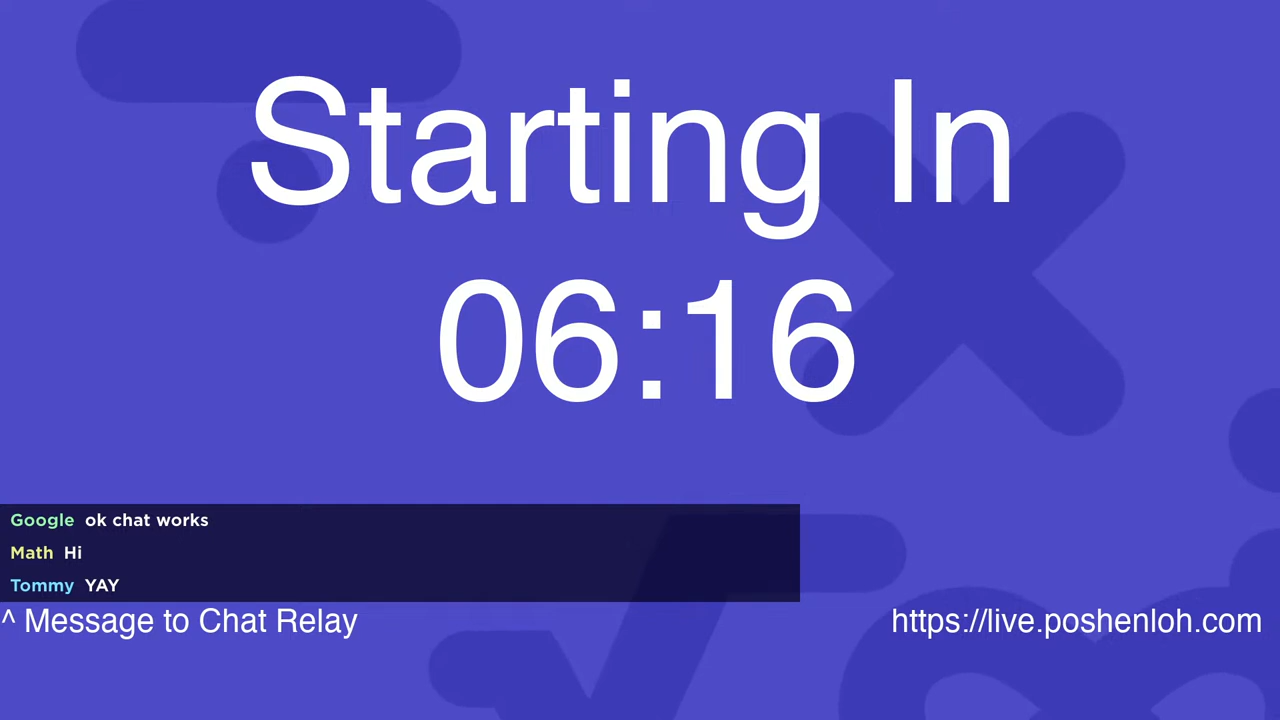 Starting In
06:16
Google ok chat works
Math Hi
Tommy YAY
^ Message to Chat Relay
https://live.poshenloh.com